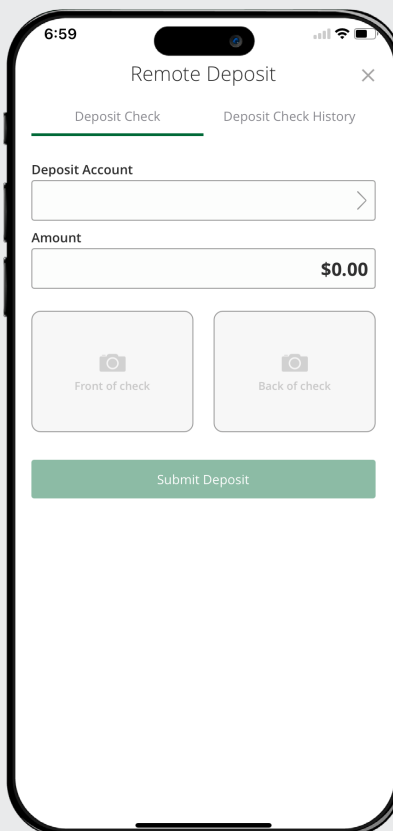 6:59
Remote Deposit
Deposit Check Deposit Check History
Deposit Account
Amount
$0.00
Front of check Back of check
Submit Deposit